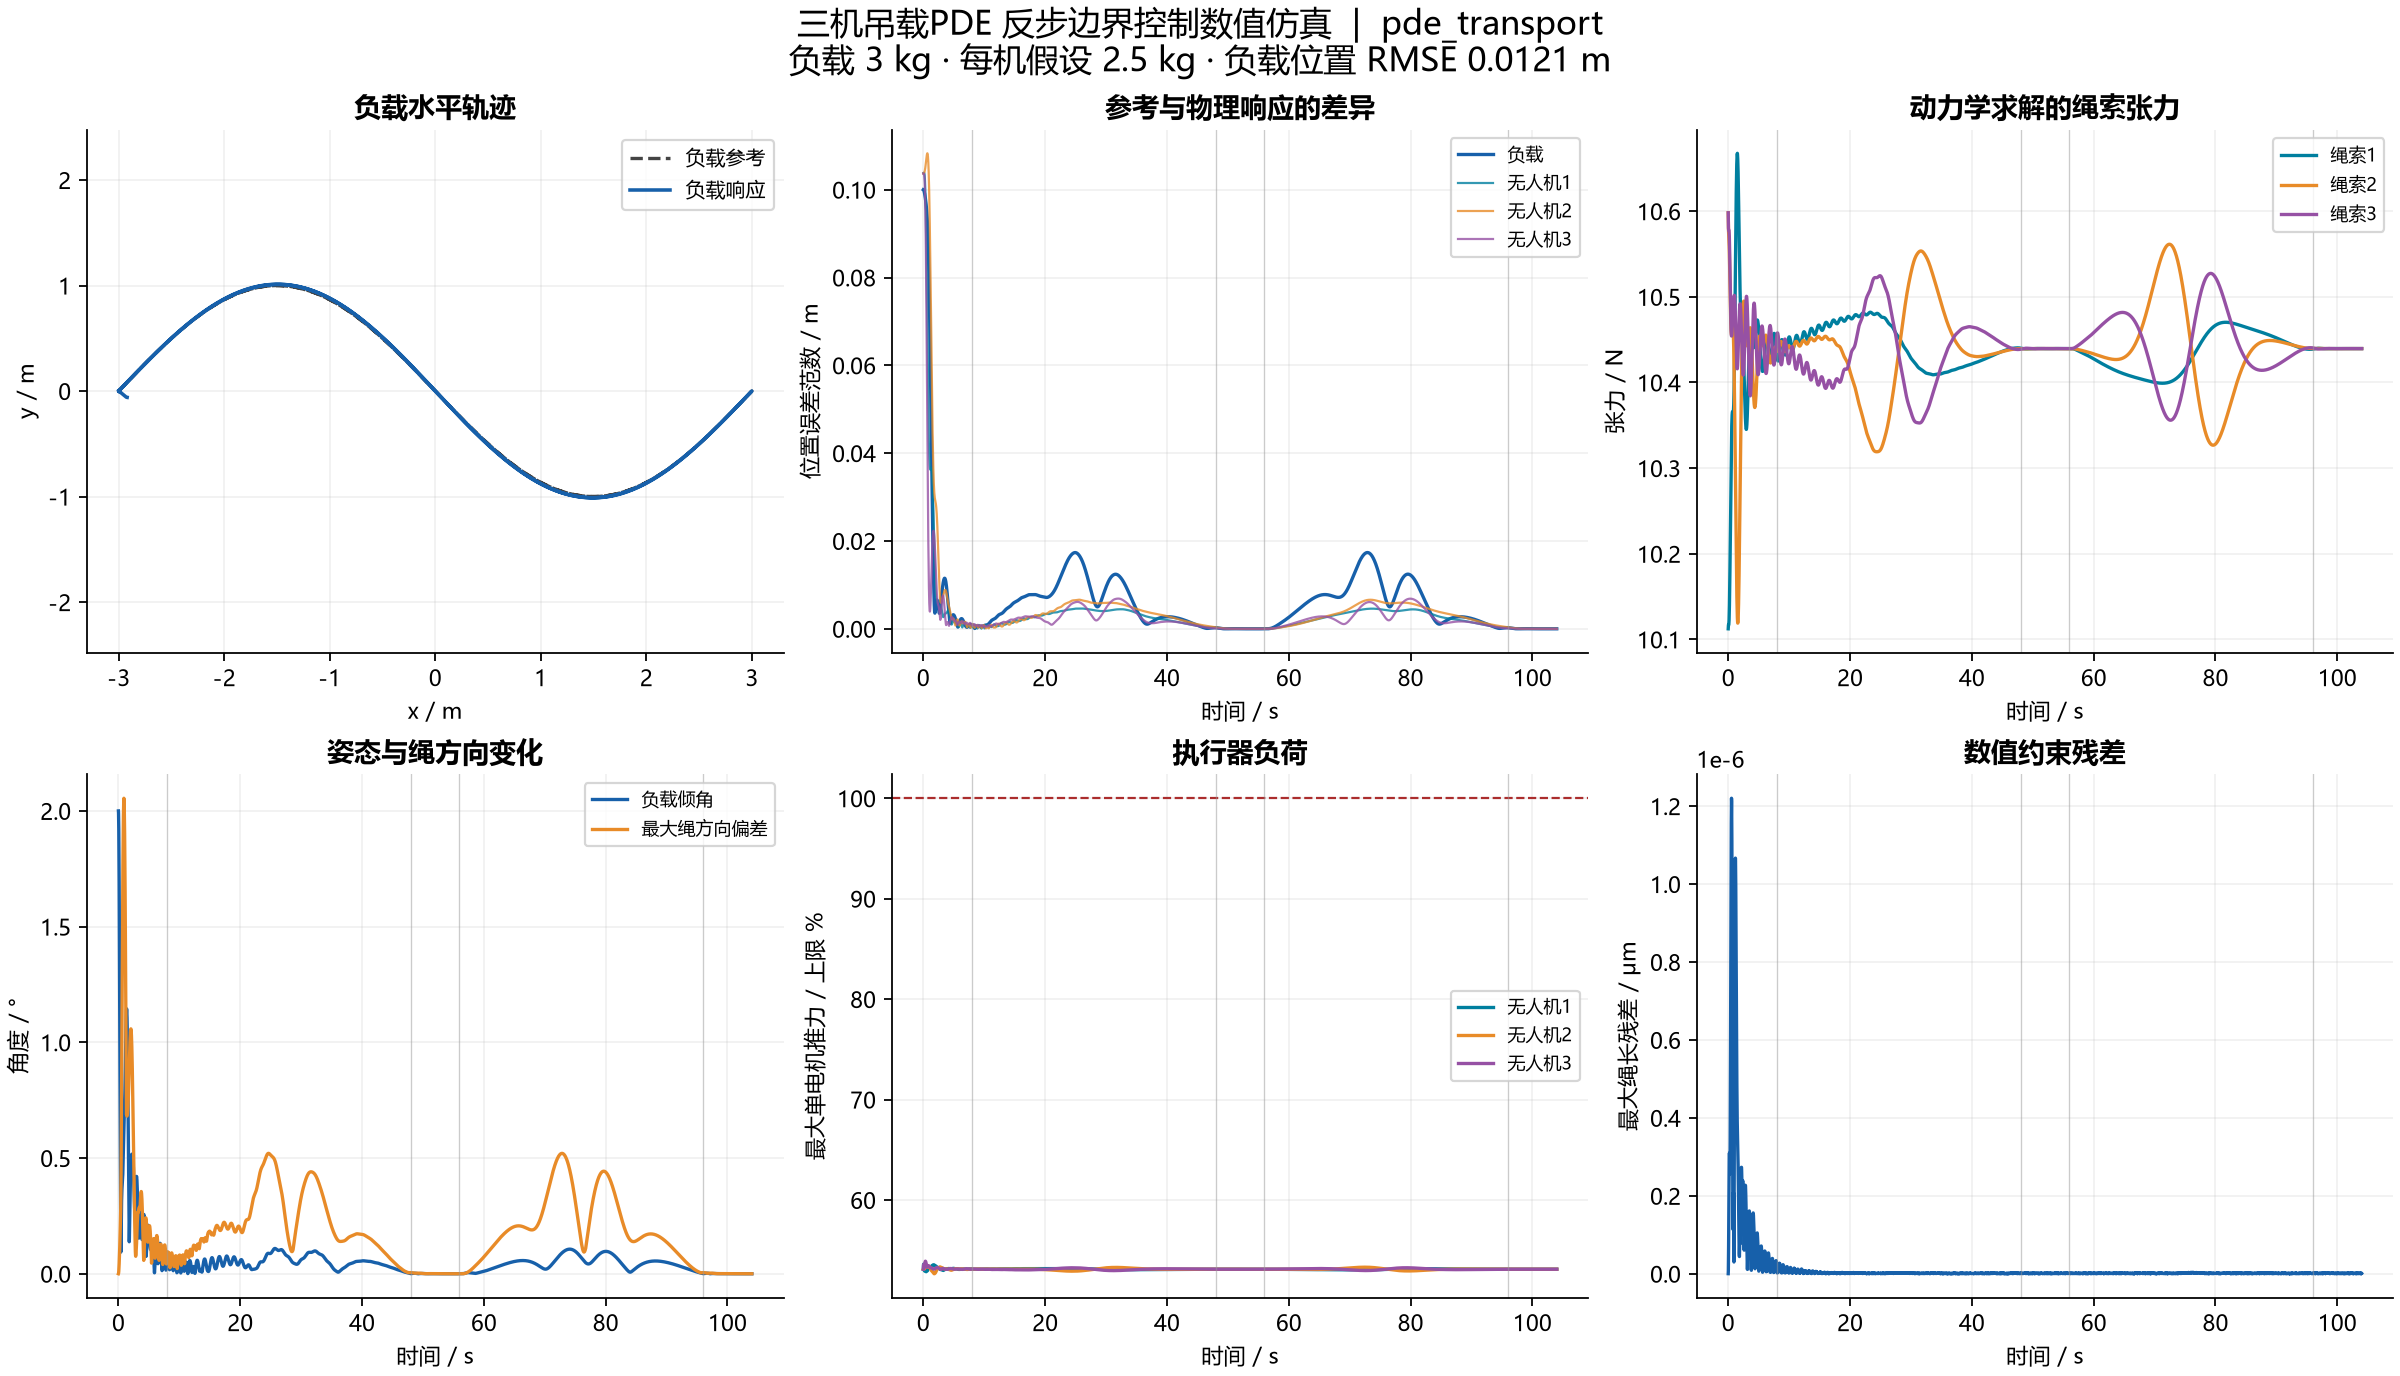 三机吊载PDE 反步边界控制数值仿真 | pde_transport
负载 3 kg · 每机假设 2.5 kg · 负载位置 RMSE 0.0121 m
负载水平轨迹
负载参考
负载响应
2
1
0
-1
-2
y / m
-3
-2
-1
0
1
2
3
x / m
参考与物理响应的差异
负载
无人机1
无人机2
无人机3
0.10
0.08
0.06
0.04
0.02
0.00
位置误差范数 / m
0
20
40
60
80
100
时间 / s
动力学求解的绳索张力
绳索1
绳索2
绳索3
10.6
10.5
10.4
10.3
10.2
10.1
张力 / N
0
20
40
60
80
100
时间 / s
姿态与绳方向变化
负载倾角
最大绳方向偏差
2.0
1.5
1.0
0.5
0.0
角度 / °
0
20
40
60
80
100
时间 / s
执行器负荷
100
90
80
70
60
最大单电机推力 / 上限 %
无人机1
无人机2
无人机3
0
20
40
60
80
100
时间 / s
数值约束残差
1e-6
1.2
1.0
0.8
0.6
0.4
0.2
0.0
最大绳长残差 / μm
0
20
40
60
80
100
时间 / s